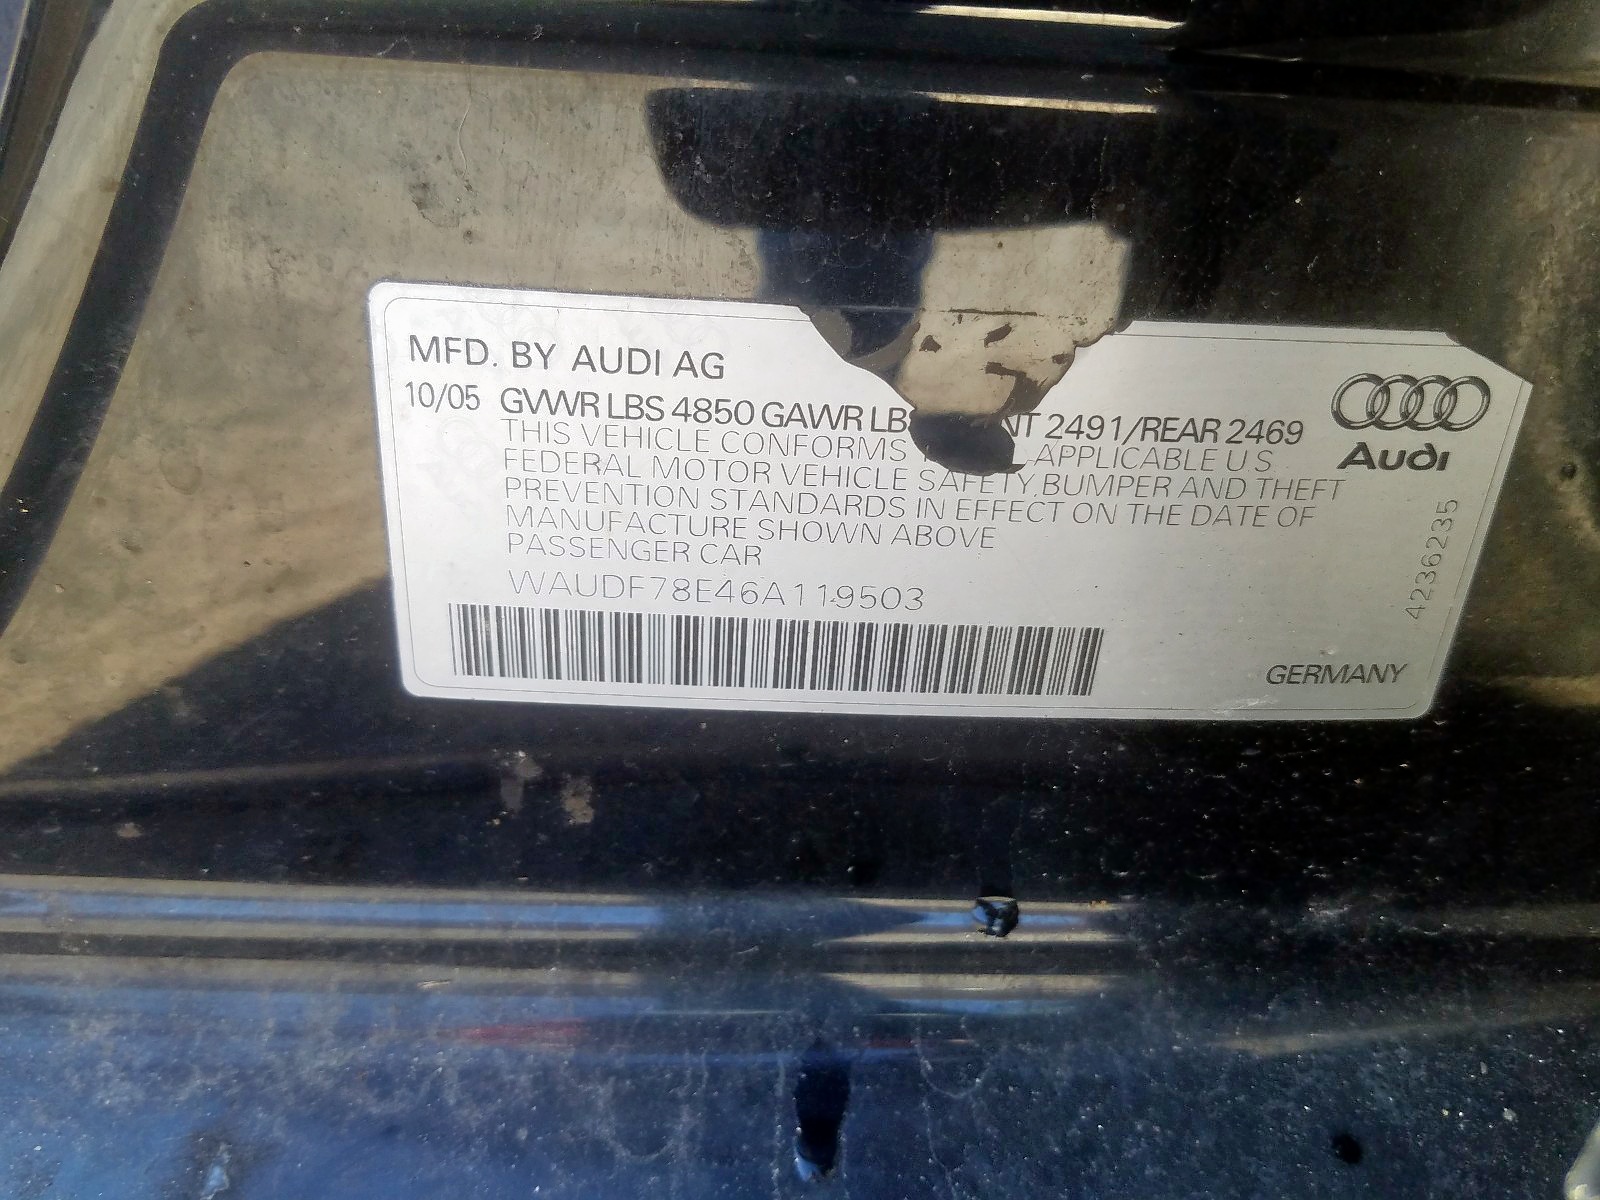 MFD. BY AUDI AG
10/05 GVWR LBS 4850 GAWR LBS 2491/REAR 2469
THIS VEHICLE CONFORMS APPLICABLE U S
FEDERAL MOTOR VEHICLE SAFETY, BUMPER AND THEFT
PREVENTION STANDARDS IN EFFECT ON THE DATE OF
MANUFACTURE SHOWN ABOVE
PASSENGER CAR
WAUDF78E46A119503
Audi
4236235
GERMANY